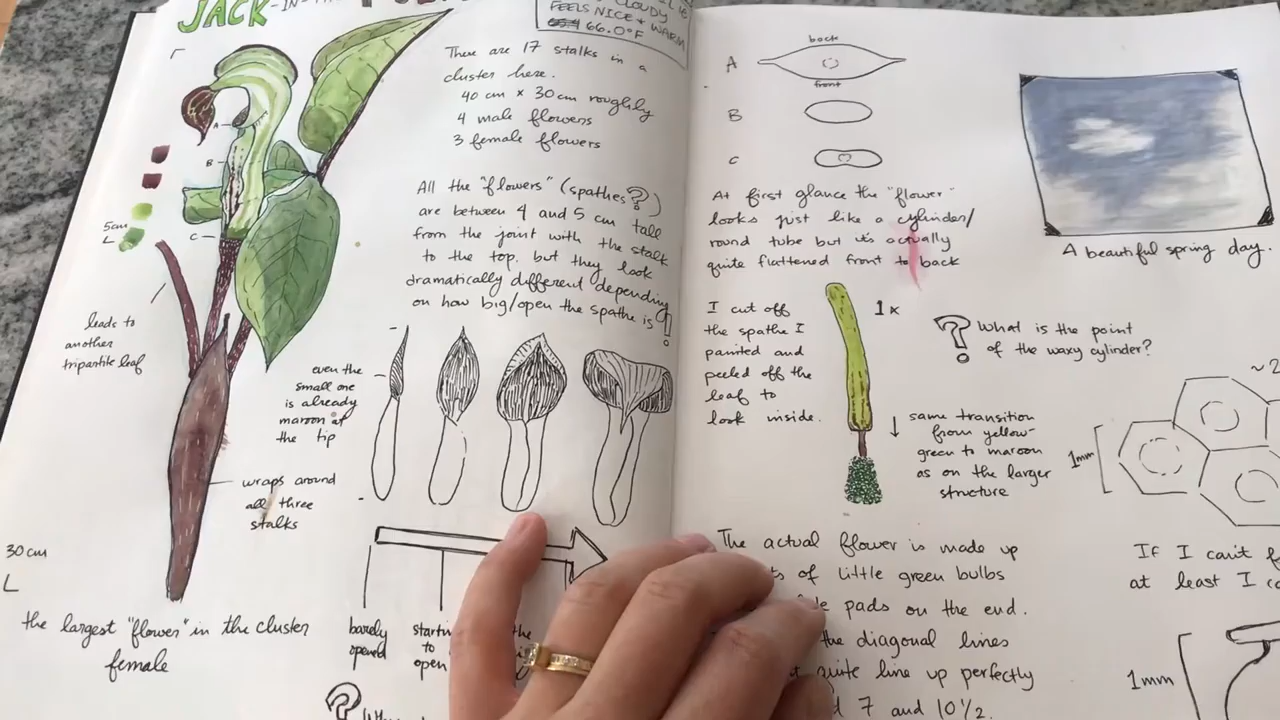 JACK-IN-THE
CLOUDY
FEELS NICE + WARM
66.0°F
There are 17 stalks in a
cluster here.
40 cm x 30 cm roughly
4 male flowers
3 female flowers
A
B
C
5cm
All the "flowers" (spathes?)
are between 4 and 5 cm tall
from the joint with the stalk
to the top, but they look
dramatically different depending
on how big/open the spathe is!
leads to
another
tripartite leaf
even the
small one
is already
maroon at
the tip
wraps around
all three
stalks
30 cm
the largest "flower" in the cluster
female
barely
opened
to
open
the
?
A
back
front
B
C
At first glance the "flower"
looks just like a cylinder/
round tube but it's actually
quite flattened front to back
A beautiful spring day.
I cut off
the spathe I
painted and
peeled off the
leaf to
look inside.
1x
? What is the point
of the waxy cylinder?
same transition
from yellow-
green to maroon
as on the larger
structure
~2
1mm
The actual flower is made up
of little green bulbs
pads on the end.
the diagonal lines
quite line up perfectly
7 and 10 1/2.
If I can't
at least I
1mm